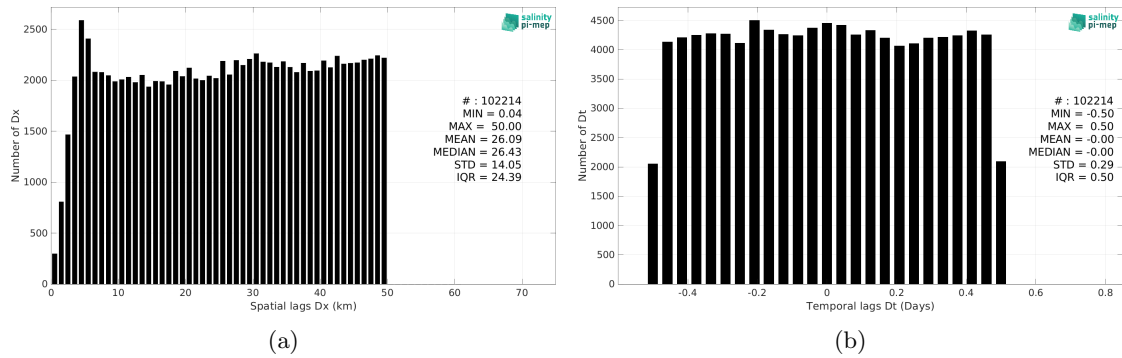 salinity
pi-mep
2500
2000
1500
1000
500
0
Number of Dx
# : 102214
MIN = 0.04
MAX = 50.00
MEAN = 26.09
MEDIAN = 26.43
STD = 14.05
IQR = 24.39
0 10 20 30 40 50 60 70
Spatial lags Dx (km)
(a)
salinity
pi-mep
4500
4000
3500
3000
2500
2000
1500
1000
500
0
Number of Dt
# : 102214
MIN = -0.50
MAX = 0.50
MEAN = -0.00
MEDIAN = -0.00
STD = 0.29
IQR = 0.50
-0.4 -0.2 0 0.2 0.4 0.6 0.8
Temporal lags Dt (Days)
(b)